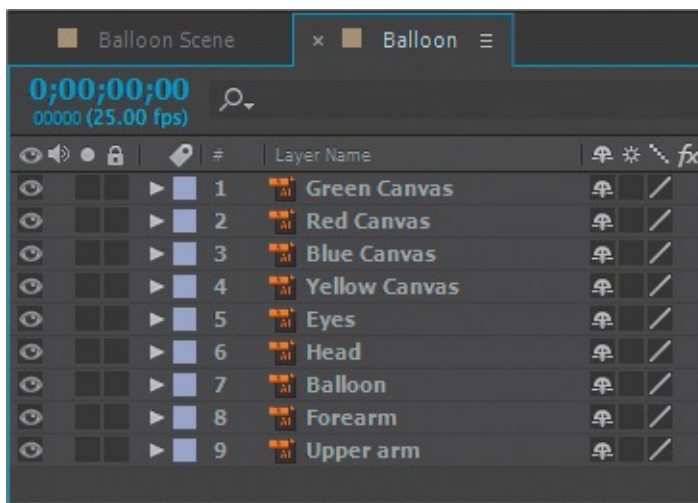 Balloon Scene × Balloon
0;00;00;00
00000 (25.00 fps)
# Layer Name fx
1 Green Canvas
2 Red Canvas
3 Blue Canvas
4 Yellow Canvas
5 Eyes
6 Head
7 Balloon
8 Forearm
9 Upper arm